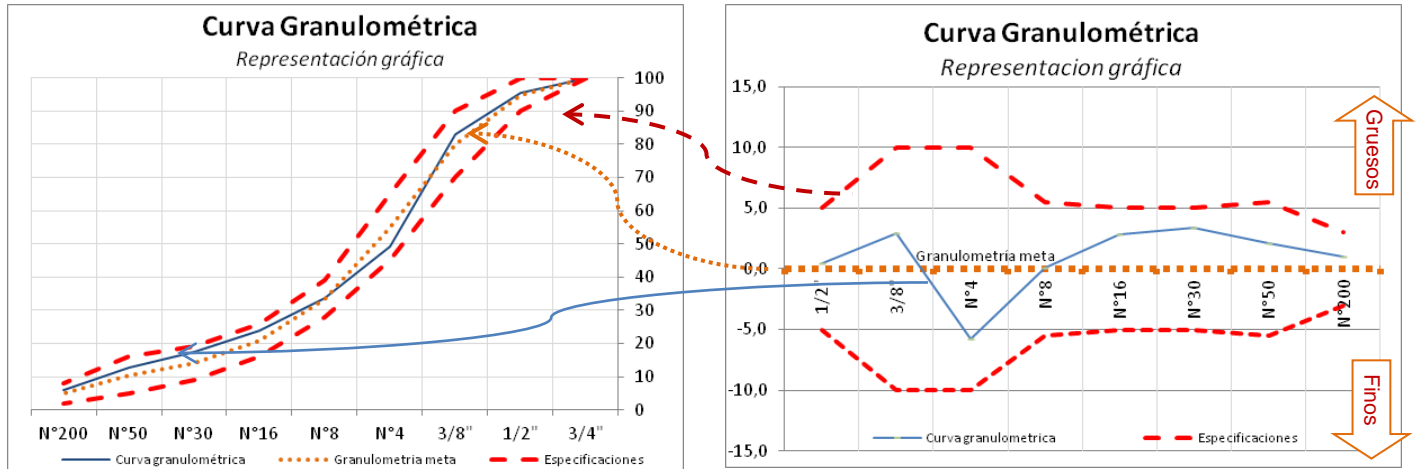 Curva Granulométrica
Representación gráfica
100
90
80
70
60
50
40
30
20
10
0
N°200 N°50 N°30 N°16 N°8 N°4 3/8" 1/2" 3/4"
Curva granulométrica Granulometria meta Especificaciones
Curva Granulométrica
Representacion gráfica
15,0
10,0
5,0
0,0
-5,0
-10,0
-15,0
Granulometría meta
1/2" 3/8" N°4 N°8 N°16 N°30 N°50 N°200
Curva granulometrica Especificaciones
Gruesos
Finos